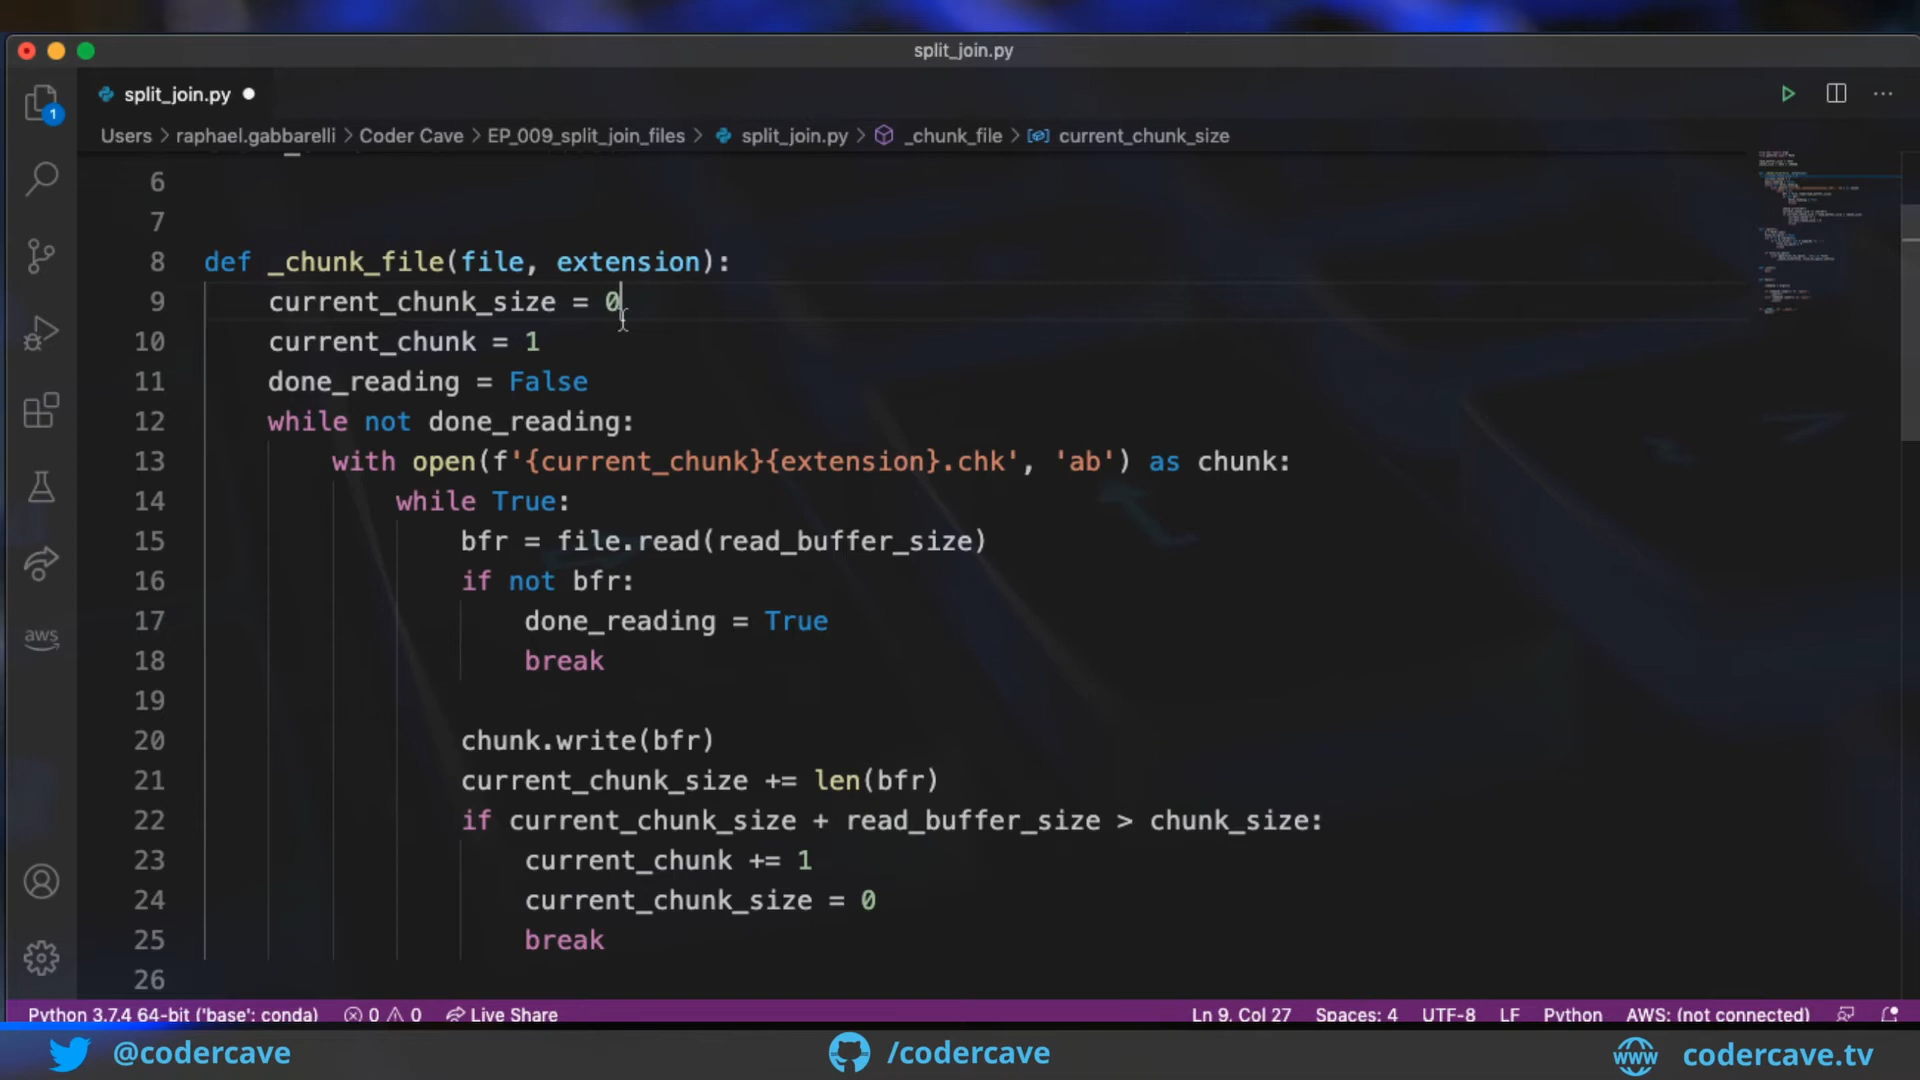 split_join.py
split_join.py
1
Users > raphael.gabbarelli > Coder Cave > EP_009_split_join_files > split_join.py > _chunk_file > current_chunk_size
6
7
8 def _chunk_file(file, extension):
9 current_chunk_size = 0
10 current_chunk = 1
11 done_reading = False
12 while not done_reading:
13 with open(f'{current_chunk}{extension}.chk', 'ab') as chunk:
14 while True:
15 bfr = file.read(read_buffer_size)
16 if not bfr:
17 done_reading = True
18 break
19
20 chunk.write(bfr)
21 current_chunk_size += len(bfr)
22 if current_chunk_size + read_buffer_size > chunk_size:
23 current_chunk += 1
24 current_chunk_size = 0
25 break
26
aws
Python 3.7.4 64-bit ('base': conda) 0 0 Live Share Ln 9, Col 27 Spaces: 4 UTF-8 LF Python AWS: (not connected)
@codercave /codercave www codercave.tv